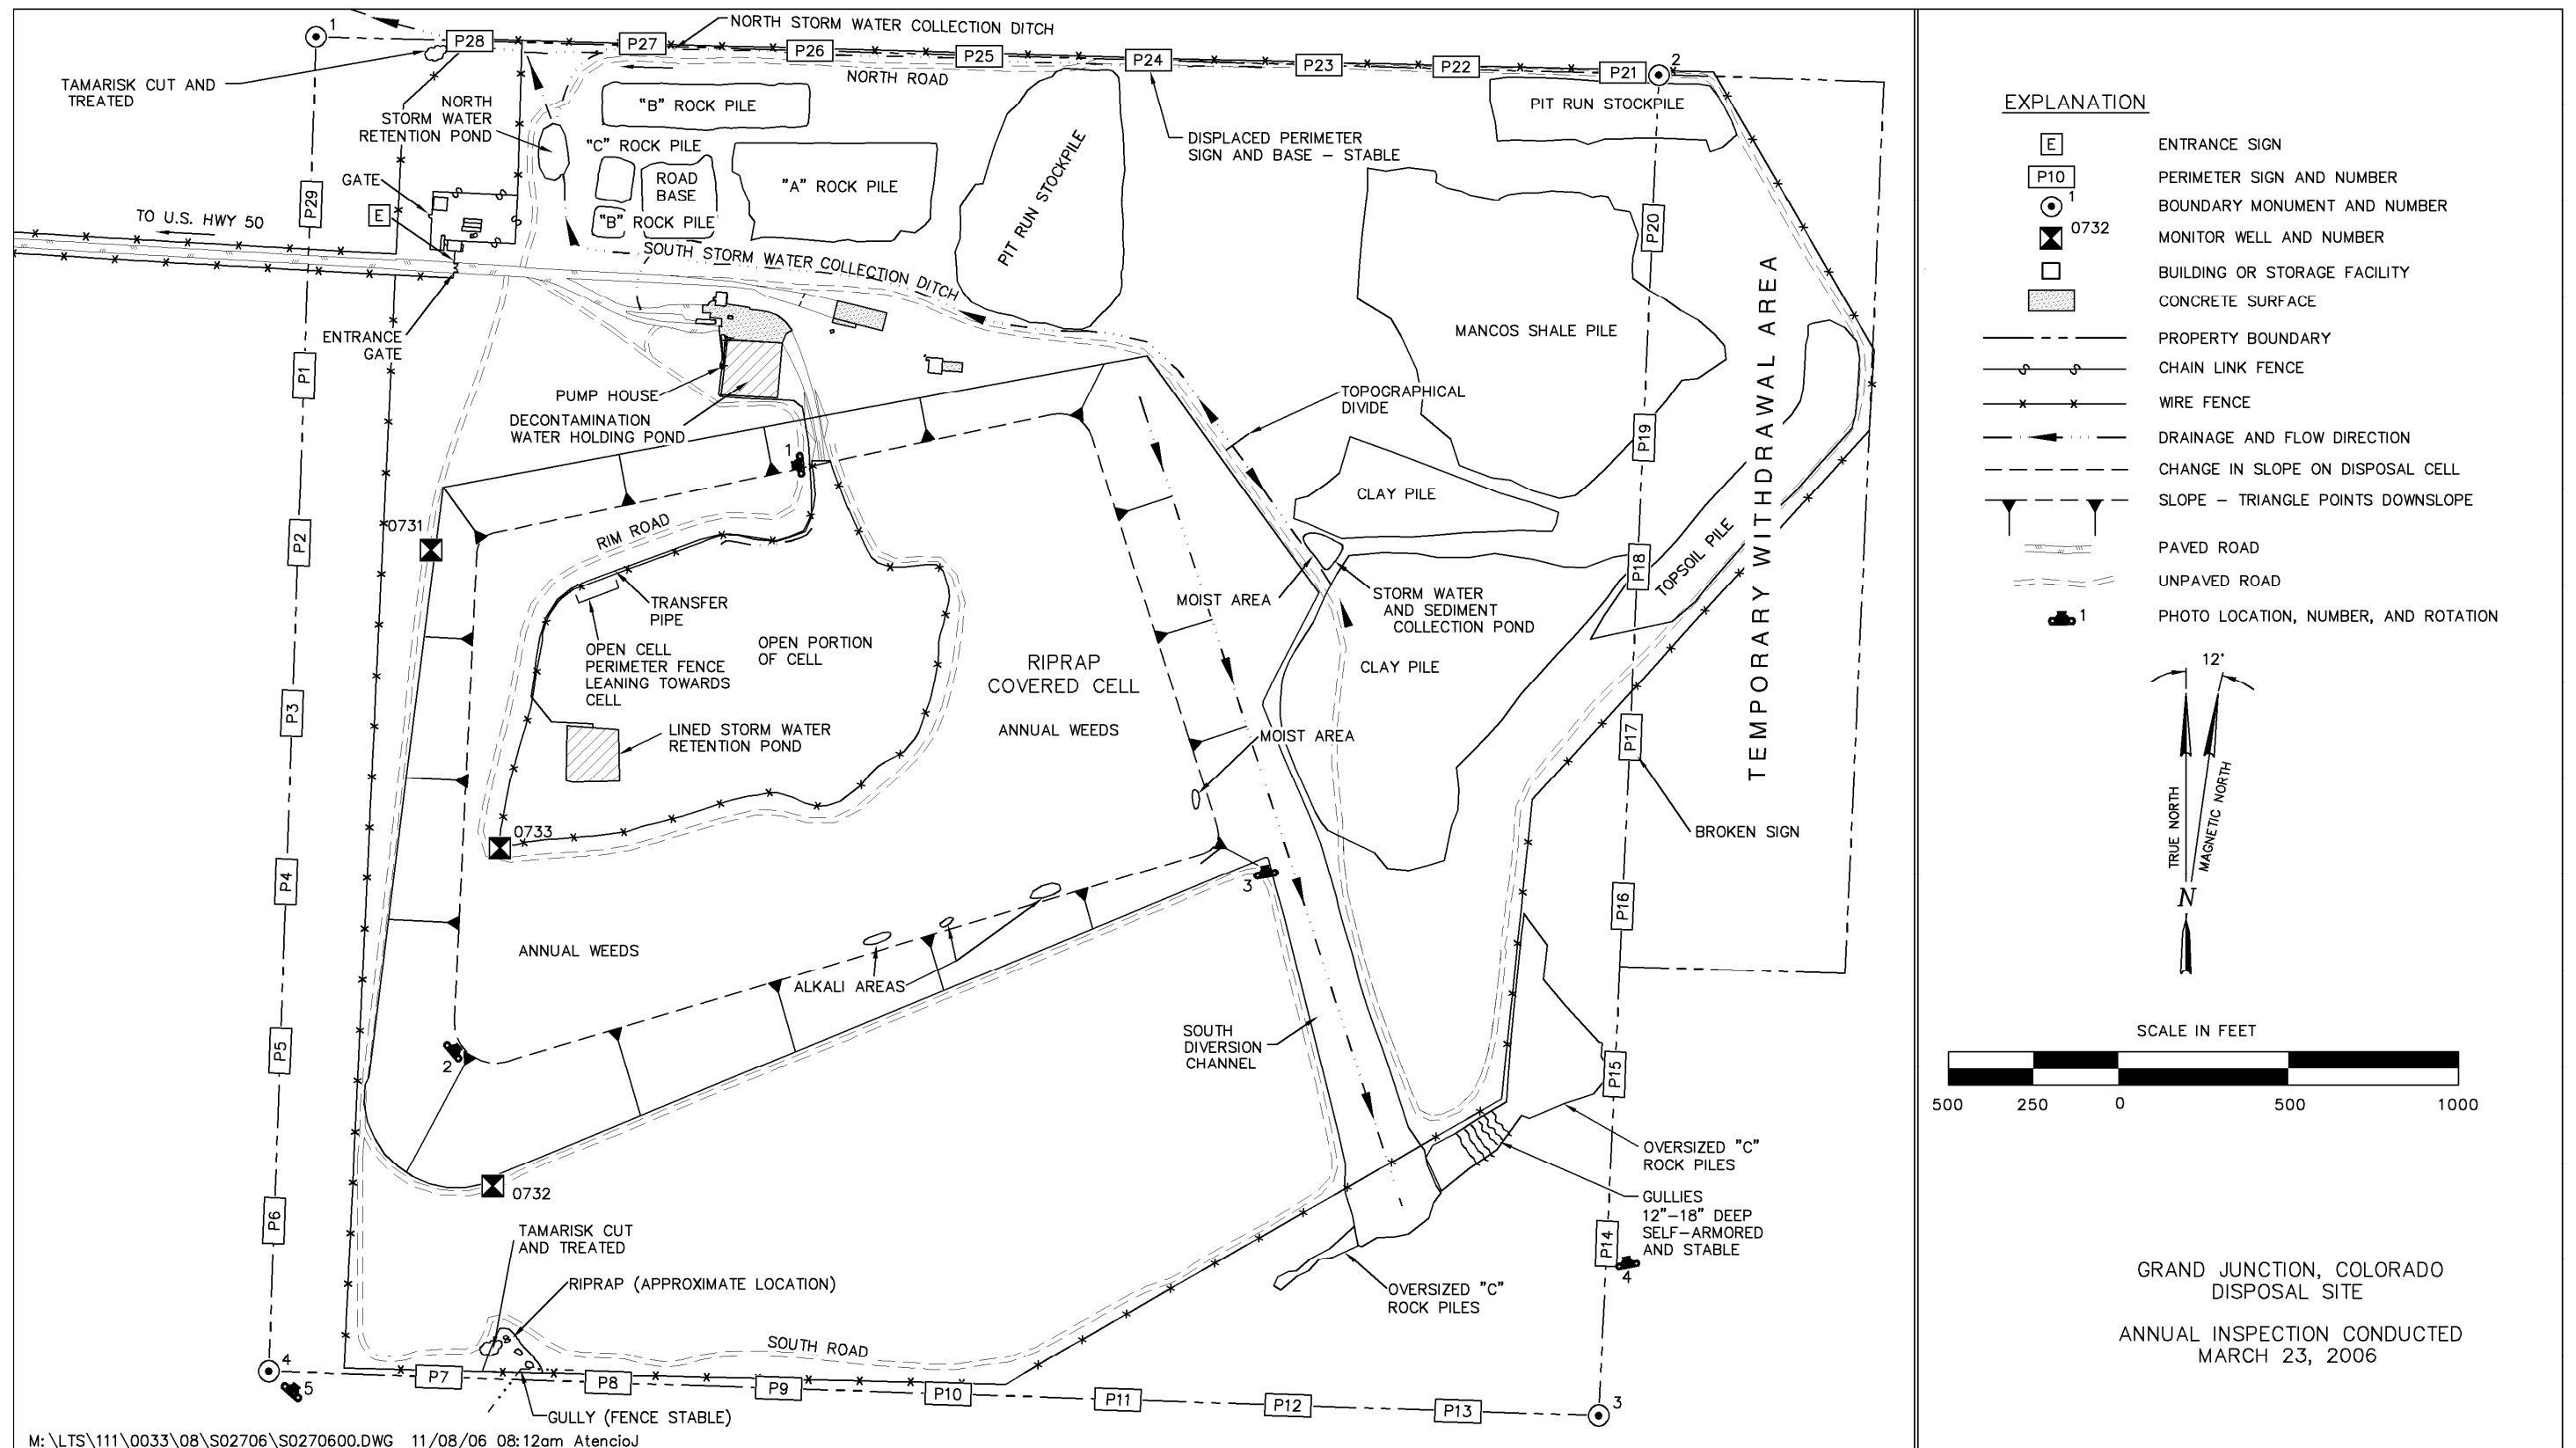 1
NORTH STORM WATER COLLECTION DITCH
P28
P27
P26
P25
P24
P23
P22
P21
2
NORTH ROAD
TAMARISK CUT AND
TREATED
NORTH
STORM WATER
RETENTION POND
"B" ROCK PILE
PIT RUN STOCKPILE
"C" ROCK PILE
DISPLACED PERIMETER
SIGN AND BASE – STABLE
GATE
ROAD
BASE
"A" ROCK PILE
PIT RUN STOCKPILE
P29
E
TO U.S. HWY 50
"B" ROCK PILE
P20
SOUTH STORM WATER COLLECTION DITCH
MANCOS SHALE PILE
TEMPORARY WITHDRAWAL AREA
ENTRANCE
GATE
P1
PUMP HOUSE
DECONTAMINATION
WATER HOLDING POND
TOPOGRAPHICAL
DIVIDE
P19
1
CLAY PILE
0731
P2
RIM ROAD
P18
TOPSOIL PILE
TRANSFER
PIPE
MOIST AREA
STORM WATER
AND SEDIMENT
COLLECTION POND
OPEN CELL
PERIMETER FENCE
LEANING TOWARDS
CELL
OPEN PORTION
OF CELL
RIPRAP
COVERED CELL
CLAY PILE
P3
LINED STORM WATER
RETENTION POND
ANNUAL WEEDS
MOIST AREA
P17
0733
BROKEN SIGN
P4
3
P16
ANNUAL WEEDS
ALKALI AREAS
P5
SOUTH
DIVERSION
CHANNEL
2
P15
OVERSIZED "C"
ROCK PILES
0732
P6
GULLIES
12"–18" DEEP
SELF–ARMORED
AND STABLE
TAMARISK CUT
AND TREATED
P14
4
RIPRAP (APPROXIMATE LOCATION)
OVERSIZED "C"
ROCK PILES
SOUTH ROAD
4
5
P7
P8
P9
P10
P11
P12
P13
3
GULLY (FENCE STABLE)
M:\LTS\111\0033\08\S02706\S0270600.DWG 11/08/06 08:12am AtencioJ
EXPLANATION
E ENTRANCE SIGN
P10 PERIMETER SIGN AND NUMBER
1 BOUNDARY MONUMENT AND NUMBER
0732 MONITOR WELL AND NUMBER
BUILDING OR STORAGE FACILITY
CONCRETE SURFACE
PROPERTY BOUNDARY
CHAIN LINK FENCE
WIRE FENCE
DRAINAGE AND FLOW DIRECTION
CHANGE IN SLOPE ON DISPOSAL CELL
SLOPE – TRIANGLE POINTS DOWNSLOPE
PAVED ROAD
UNPAVED ROAD
1 PHOTO LOCATION, NUMBER, AND ROTATION
12°
TRUE NORTH
MAGNETIC NORTH
N
SCALE IN FEET
500 250 0 500 1000
GRAND JUNCTION, COLORADO
DISPOSAL SITE
ANNUAL INSPECTION CONDUCTED
MARCH 23, 2006